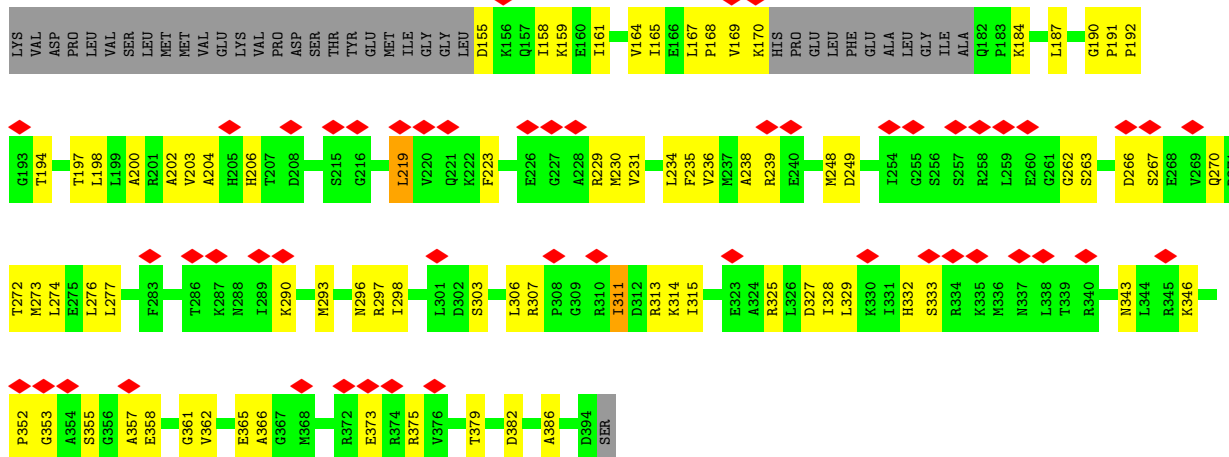 LYS VAL ASP PRO LEU VAL SER LEU MET MET VAL GLU LYS VAL PRO ASP SER THR TYR GLU MET ILE GLY GLY LEU D155 K156 Q157 I158 K159 E160 I161 V164 I165 E166 L167 P168 V169 K170 HIS PRO GLU LEU PHE GLU ALA LEU GLY ILE ALA Q182 P183 K184 L187 G190 P191 P192
G193 T194 T197 L198 L199 A200 R201 A202 V203 A204 H205 H206 T207 D208 S215 G216 L219 V220 Q221 K222 F223 E226 G227 A228 R229 M230 V231 L234 F235 V236 M237 A238 R239 E240 M248 D249 I254 G255 S256 S257 R258 L259 E260 G261 G262 S263 D266 S267 E268 V269 Q270
T272 M273 L274 E275 L276 L277 F283 T286 K287 N288 I289 K290 M293 N296 R297 I298 L301 D302 S303 L306 R307 P308 G309 R310 I311 D312 R313 K314 I315 E323 A324 R325 L326 D327 I328 L329 K330 I331 H332 S333 R334 K335 M336 N337 L338 T339 R340 N343 L344 R345 K346
P352 G353 A354 S355 G356 A357 E358 G361 V362 E365 A366 G367 M368 R372 E373 R374 R375 V376 T379 D382 A386 D394 SER